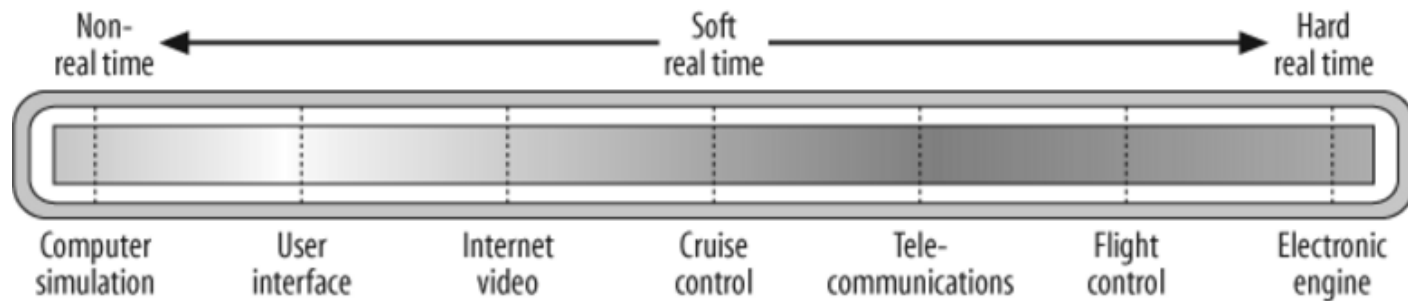 Non-
real time
Soft
real time
Hard
real time
Computer
simulation
User
interface
Internet
video
Cruise
control
Tele-
communications
Flight
control
Electronic
engine